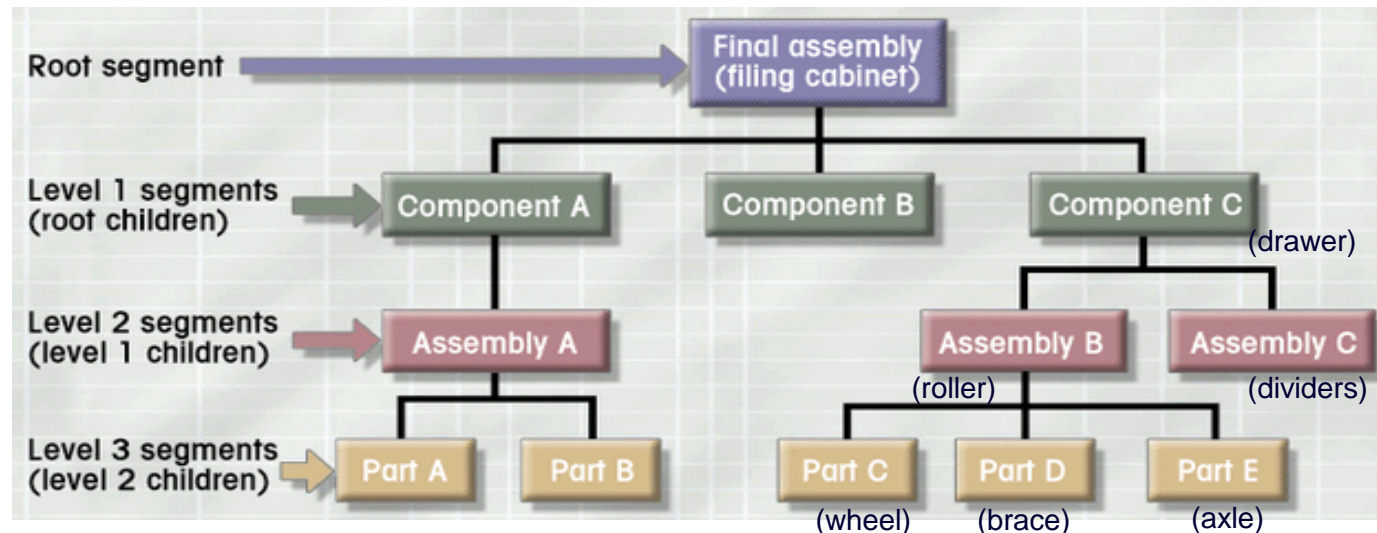 Root segment
Final assembly
(filing cabinet)
Level 1 segments
(root children)
Component A
Component B
Component C
(drawer)
Level 2 segments
(level 1 children)
Assembly A
Assembly B
Assembly C
(roller)
(dividers)
Level 3 segments
(level 2 children)
Part A
Part B
Part C
Part D
Part E
(wheel)
(brace)
(axle)